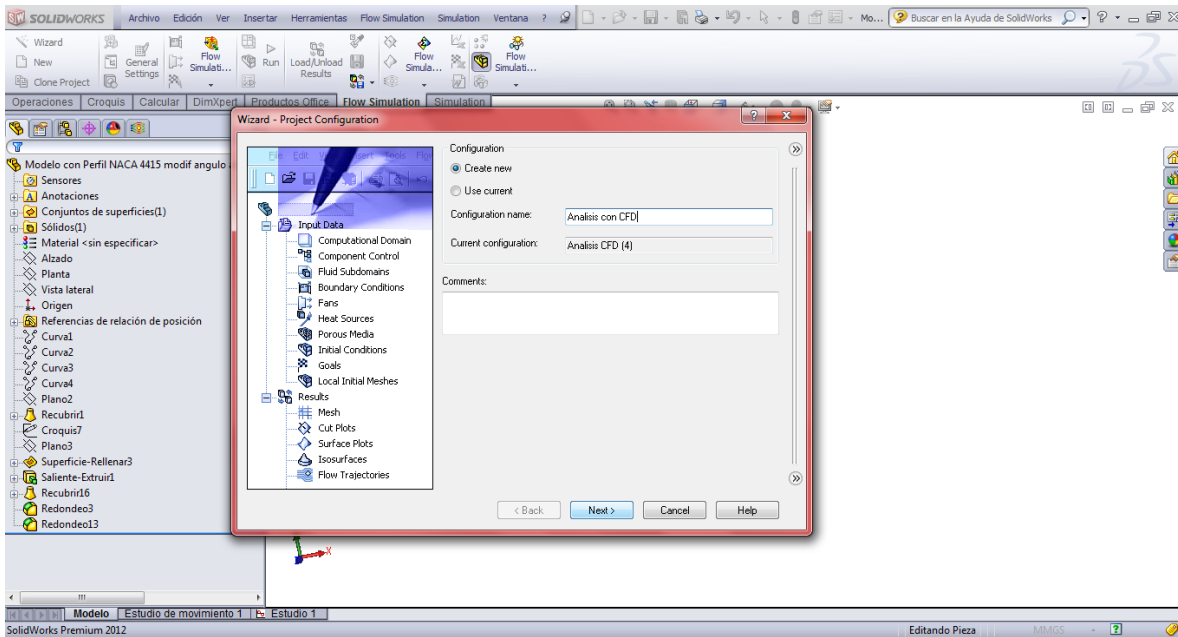 SOLIDWORKS Archivo Edición Ver Insertar Herramientas Flow Simulation Simulation Ventana ? Mo... Buscar en la Ayuda de SolidWorks
Wizard
New
Clone Project
General Settings
Flow Simulati...
Run
Load/Unload Results
Flow Simula...
Flow Simulati...
Operaciones Croquis Calcular DimXpert Productos Office Flow Simulation Simulation
Modelo con Perfil NACA 4415 modif angulo
Sensores
Anotaciones
Conjuntos de superficies(1)
Sólidos(1)
Material <sin especificar>
Alzado
Planta
Vista lateral
Origen
Referencias de relación de posición
Curva1
Curva2
Curva3
Curva4
Plano2
Recubrir1
Croquis7
Plano3
Superficie-Rellenar3
Saliente-Extruir1
Recubrir16
Redondeo3
Redondeo13
Wizard - Project Configuration
File Edit Insert Tools
Input Data
Computational Domain
Component Control
Fluid Subdomains
Boundary Conditions
Fans
Heat Sources
Porous Media
Initial Conditions
Goals
Local Initial Meshes
Results
Mesh
Cut Plots
Surface Plots
Isosurfaces
Flow Trajectories
Configuration
Create new
Use current
Configuration name: Analisis con CFD
Current configuration: Analisis CFD (4)
Comments:
< Back Next > Cancel Help
X
Modelo Estudio de movimiento 1 Estudio 1
SolidWorks Premium 2012 Editando Pieza MMGS